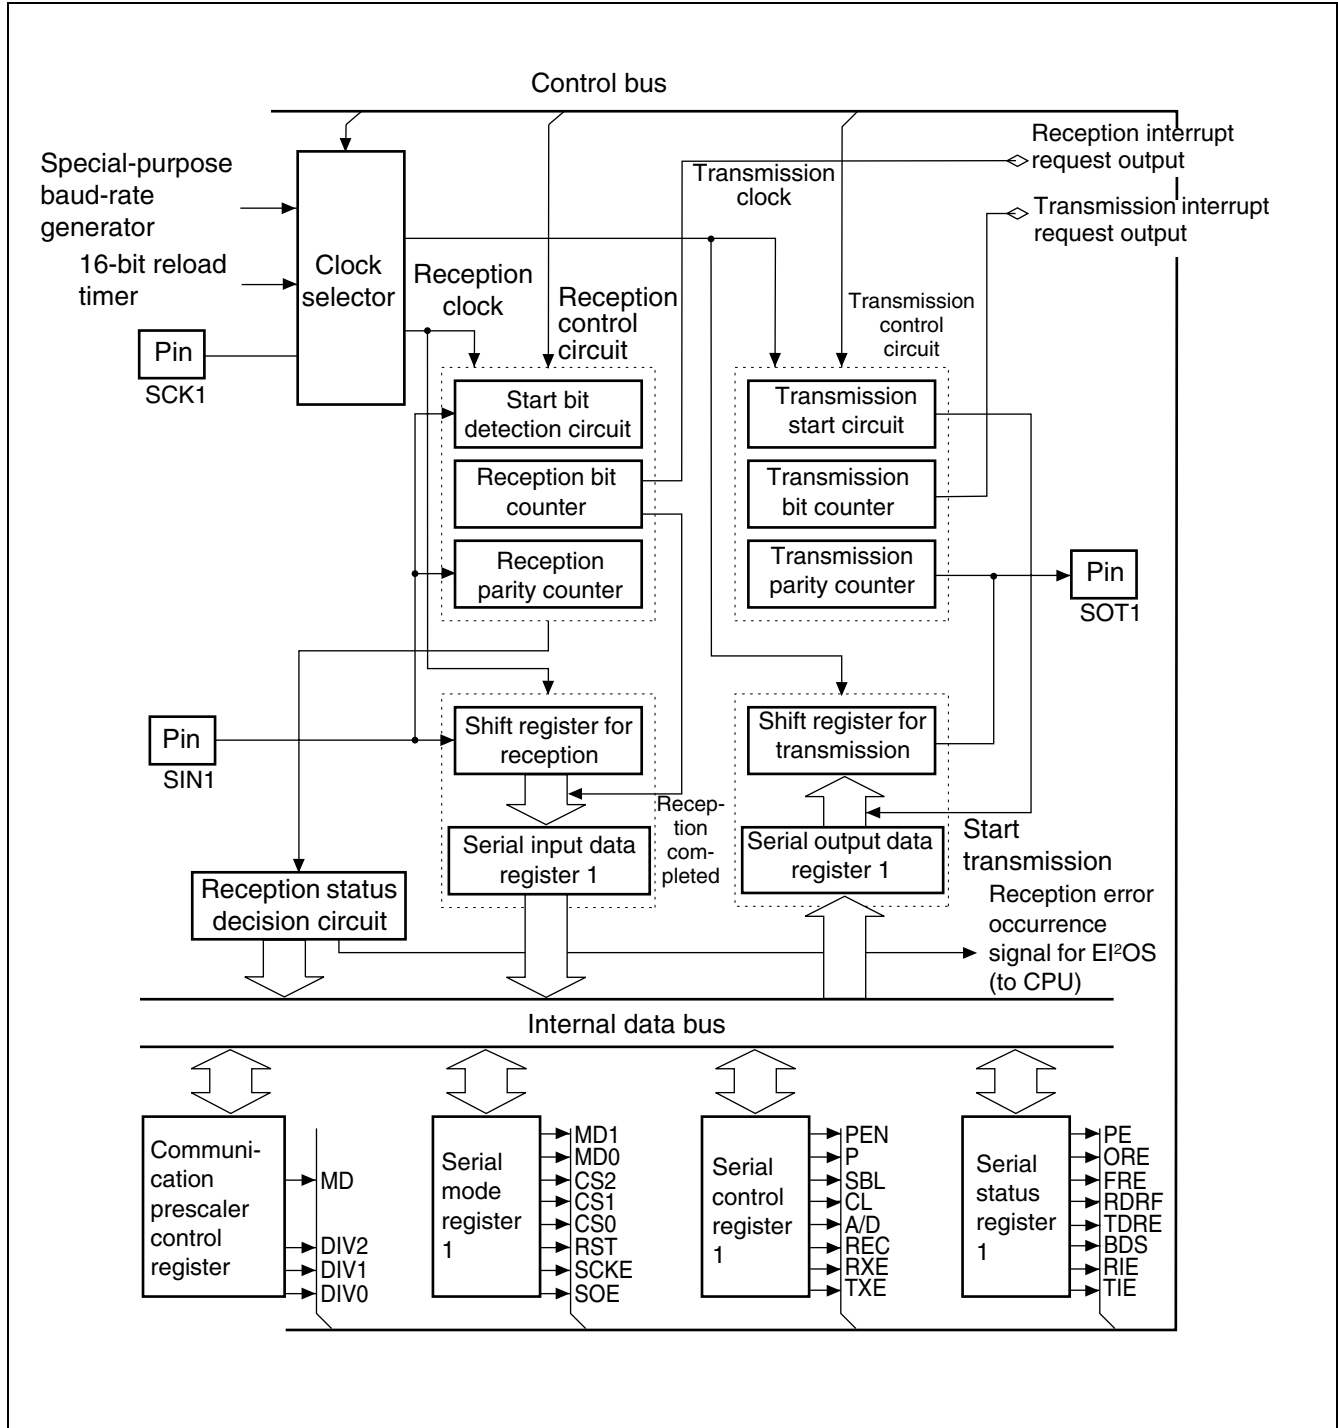 Control bus
Special-purpose
baud-rate
generator
16-bit reload
timer
Pin
SCK1
Clock
selector
Reception
clock
Reception
control
circuit
Transmission
clock
Transmission
control
circuit
Reception interrupt
request output
Transmission interrupt
request output
Start bit
detection circuit
Reception bit
counter
Reception
parity counter
Transmission
start circuit
Transmission
bit counter
Transmission
parity counter
Pin
SOT1
Pin
SIN1
Shift register for
reception
Serial input data
register 1
Recep-
tion
com-
pleted
Shift register for
transmission
Serial output data
register 1
Start
transmission
Reception status
decision circuit
Reception error
occurrence
signal for EI²OS
(to CPU)
Internal data bus
Communi-
cation
prescaler
control
register
MD
DIV2
DIV1
DIV0
Serial
mode
register
1
MD1
MD0
CS2
CS1
CS0
RST
SCKE
SOE
Serial
control
register
1
PEN
P
SBL
CL
A/D
REC
RXE
TXE
Serial
status
register
1
PE
ORE
FRE
RDRF
TDRE
BDS
RIE
TIE